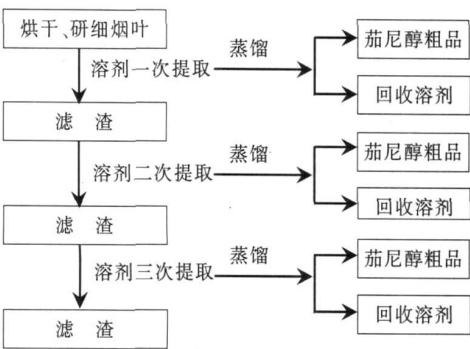 烘干、研细烟叶
溶剂一次提取
蒸馏
茄尼醇粗品
回收溶剂
滤 渣
溶剂二次提取
蒸馏
茄尼醇粗品
回收溶剂
滤 渣
溶剂三次提取
蒸馏
茄尼醇粗品
回收溶剂
滤 渣